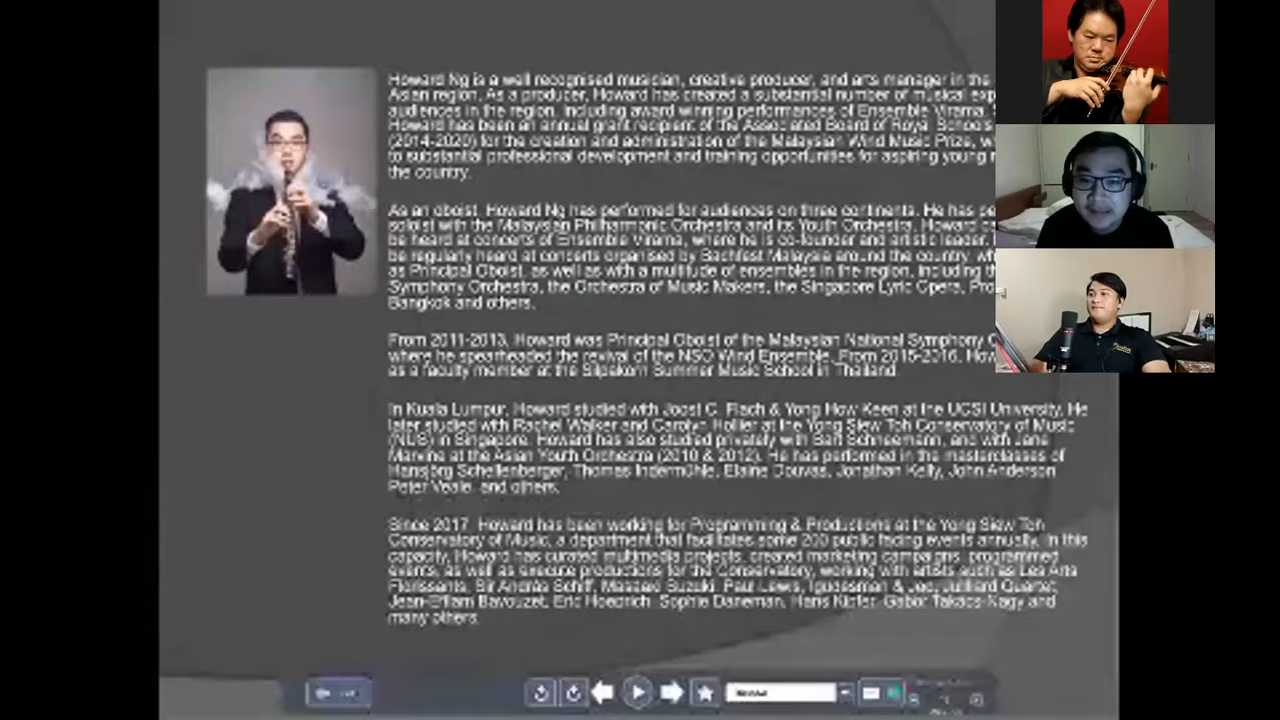 Howard Ng is a well recognised musician, creative producer, and arts manager in the
Asian region. As a producer, Howard has created a substantial number of musical exp
audiences in the region, including award winning performances of Ensemble Virama,
Howard has been an annual grant recipient of the Associated Board of Royal Schools
(2014-2020) for the creation and administration of the Malaysian Wind Music Prize, w
to substantial professional development and training opportunities for aspiring young
the country.
As an oboist, Howard Ng has performed for audiences on three continents. He has pe
soloist with the Malaysian Philharmonic Orchestra and its Youth Orchestra. Howard ca
be heard at concerts of Ensemble Virama, where he is co-founder and artistic leader.
be regularly heard at concerts organised by Bachfest Malaysia around the country, wh
as Principal Oboist, as well as with a multitude of ensembles in the region, including th
Symphony Orchestra, the Orchestra of Music Makers, the Singapore Lyric Opera, Pro
Bangkok and others.
From 2011-2013, Howard was Principal Oboist of the Malaysian National Symphony O
where he spearheaded the revival of the NSO Wind Ensemble. From 2015-2016, How
as a faculty member at the Silpakorn Summer Music School in Thailand.
In Kuala Lumpur, Howard studied with Joost C. Flach & Yong How Keen at the UCSI University. He
later studied with Rachel Walker and Carolyn Hollier at the Yong Siew Toh Conservatory of Music
(NUS) in Singapore. Howard has also studied privately with Bart Schneemann, and with Jane
Marvine at the Asian Youth Orchestra (2010 & 2012). He has performed in the masterclasses of
Hansjörg Schellenberger, Thomas Indermühle, Elaine Douvas, Jonathan Kelly, John Anderson
Peter Veale, and others.
Since 2017, Howard has been working for Programming & Productions at the Yong Siew Toh
Conservatory of Music, a department that facilitates some 200 public facing events annually. In this
capacity, Howard has curated multimedia projects, created marketing campaigns, programmed
events, as well as execute productions for the Conservatory, working with artists such as Les Arts
Florissants, Sir András Schiff, Masaaki Suzuki, Paul Lewis, Igudesman & Joo, Juilliard Quartet,
Jean-Efflam Bavouzet, Eric Hoeprich, Sophie Daneman, Hans Kipfer, Gabor Takács-Nagy and
many others.